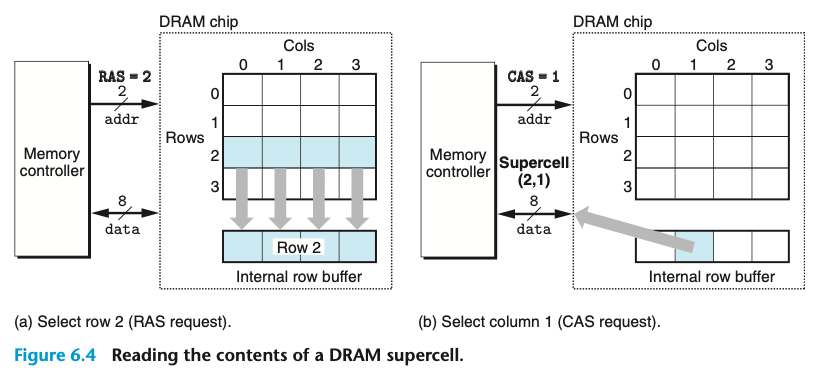 DRAM chip
Cols
0 1 2 3
RAS = 2
2
addr
Rows
0
1
2
3
Memory
controller
8
data
Row 2
Internal row buffer
(a) Select row 2 (RAS request).
DRAM chip
Cols
0 1 2 3
CAS = 1
2
addr
Rows
0
1
2
3
Memory
controller
Supercell
(2,1)
8
data
Internal row buffer
(b) Select column 1 (CAS request).
Figure 6.4 Reading the contents of a DRAM supercell.